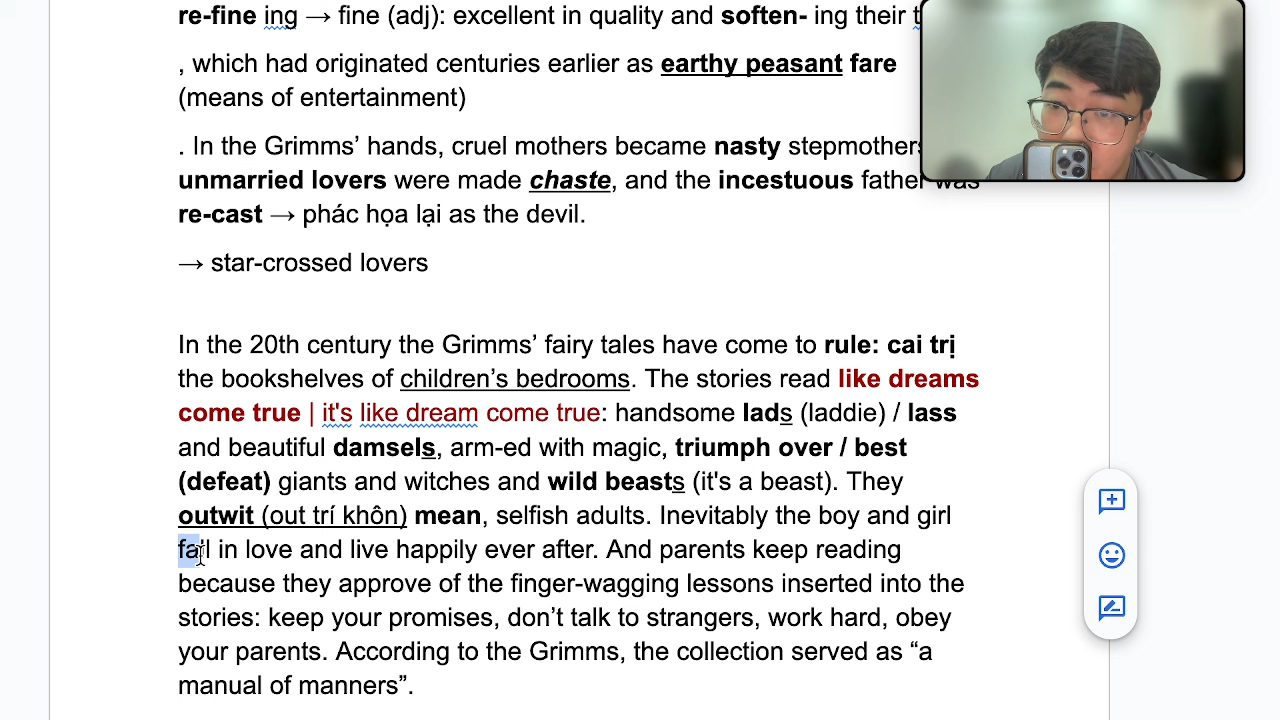 re-fine ing → fine (adj): excellent in quality and soften- ing their
, which had originated centuries earlier as earthy peasant fare
(means of entertainment)
. In the Grimms’ hands, cruel mothers became nasty stepmothers
unmarried lovers were made chaste, and the incestuous father was
re-cast → phác họa lại as the devil.
→ star-crossed lovers
In the 20th century the Grimms’ fairy tales have come to rule: cai trị
the bookshelves of children’s bedrooms. The stories read like dreams
come true | it's like dream come true: handsome lads (laddie) / lass
and beautiful damsels, arm-ed with magic, triumph over / best
(defeat) giants and witches and wild beasts (it's a beast). They
outwit (out trí khôn) mean, selfish adults. Inevitably the boy and girl
in love and live happily ever after. And parents keep reading
because they approve of the finger-wagging lessons inserted into the
stories: keep your promises, don’t talk to strangers, work hard, obey
your parents. According to the Grimms, the collection served as “a
manual of manners”.